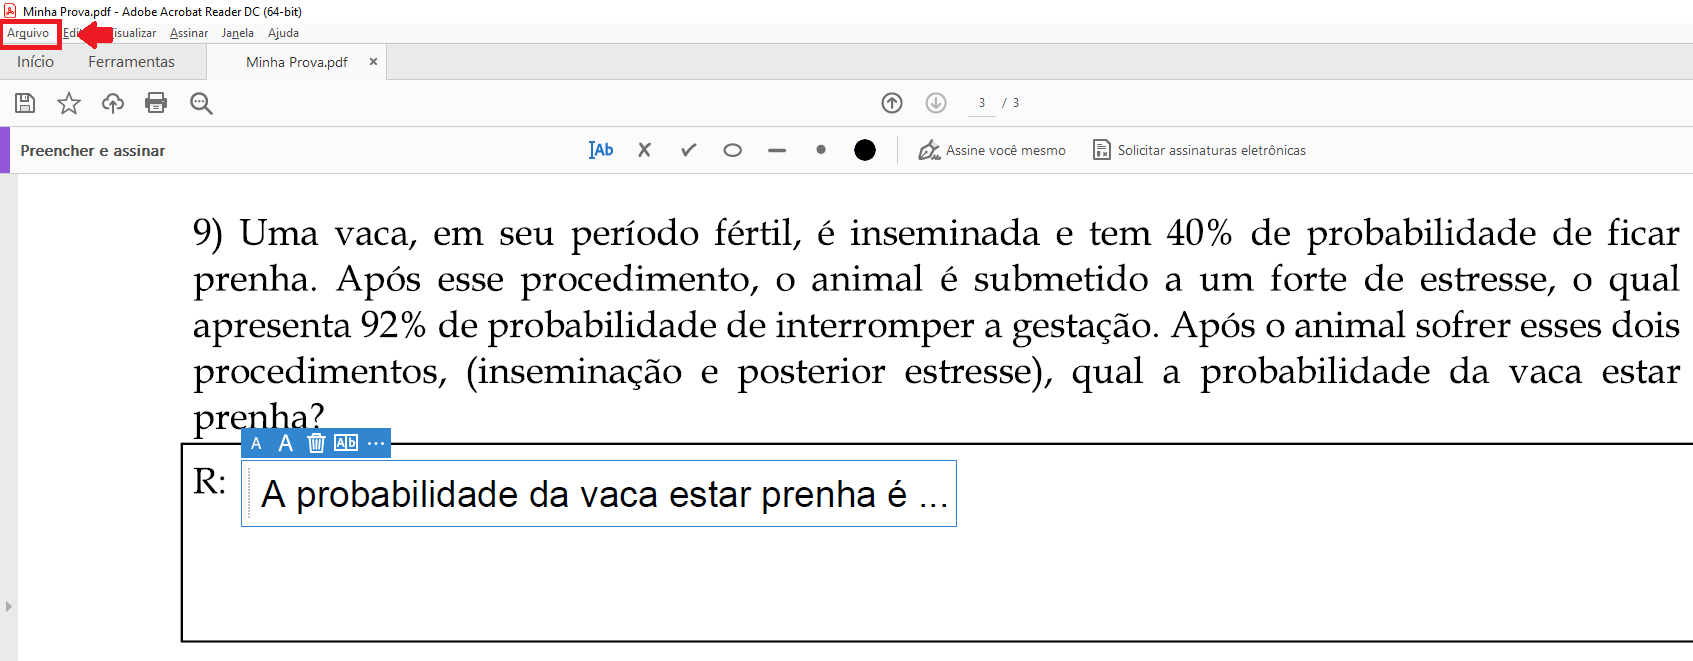 Minha Prova.pdf - Adobe Acrobat Reader DC (64-bit)
Arquivo Assinar Janela Ajuda
Início Ferramentas Minha Prova.pdf ×
3 / 3
Preencher e assinar Ab Assine você mesmo Solicitar assinaturas eletrônicas
9) Uma vaca, em seu período fértil, é inseminada e tem 40% de probabilidade de ficar
prenha. Após esse procedimento, o animal é submetido a um forte de estresse, o qual
apresenta 92% de probabilidade de interromper a gestação. Após o animal sofrer esses dois
procedimentos, (inseminação e posterior estresse), qual a probabilidade da vaca estar
prenha?
A A Ab ...
R: A probabilidade da vaca estar prenha é ...